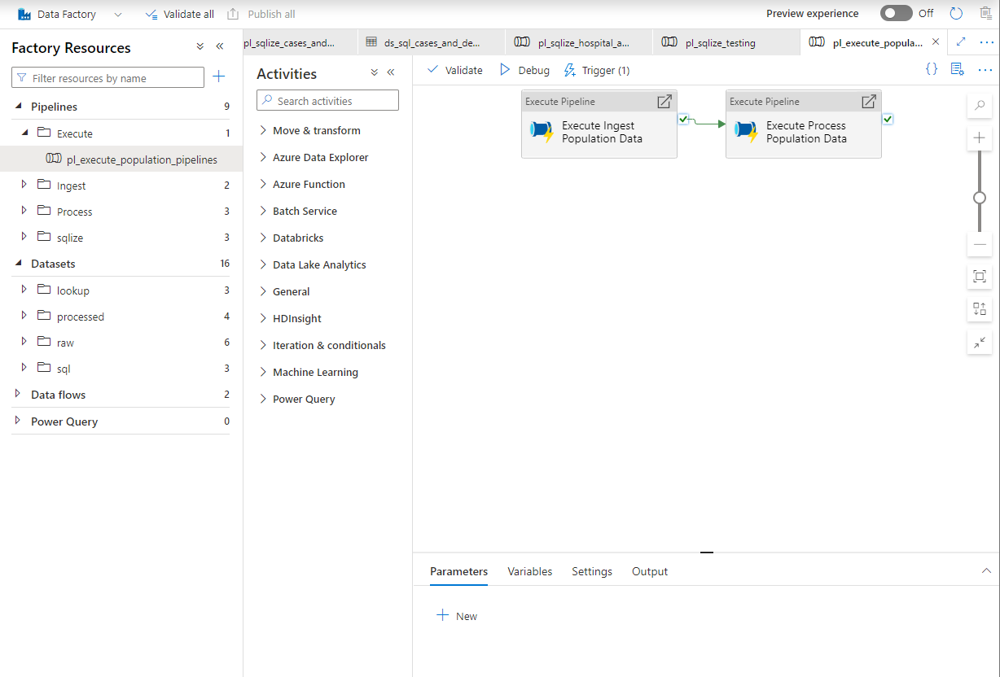 Data Factory
Validate all
Publish all
Preview experience
Off
Factory Resources
Filter resources by name
Pipelines 9
Execute 1
pl_execute_population_pipelines
Ingest 2
Process 3
sqlize 3
Datasets 16
lookup 3
processed 4
raw 6
sql 3
Data flows 2
Power Query 0
pl_sqlize_cases_and...
ds_sql_cases_and_de...
pl_sqlize_hospital_a...
pl_sqlize_testing
pl_execute_popula...
Activities
Search activities
Move & transform
Azure Data Explorer
Azure Function
Batch Service
Databricks
Data Lake Analytics
General
HDInsight
Iteration & conditionals
Machine Learning
Power Query
Validate
Debug
Trigger (1)
Execute Pipeline
Execute Ingest
Population Data
Execute Pipeline
Execute Process
Population Data
Parameters
Variables
Settings
Output
New